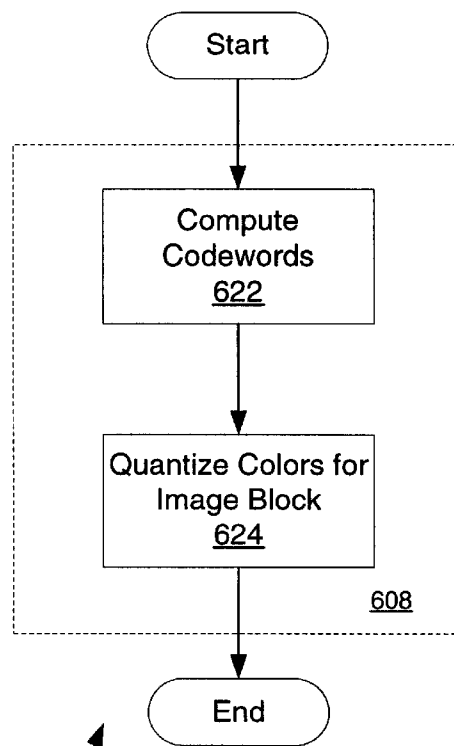 Start
Compute
Codewords
622
Quantize Colors for
Image Block
624
608
End